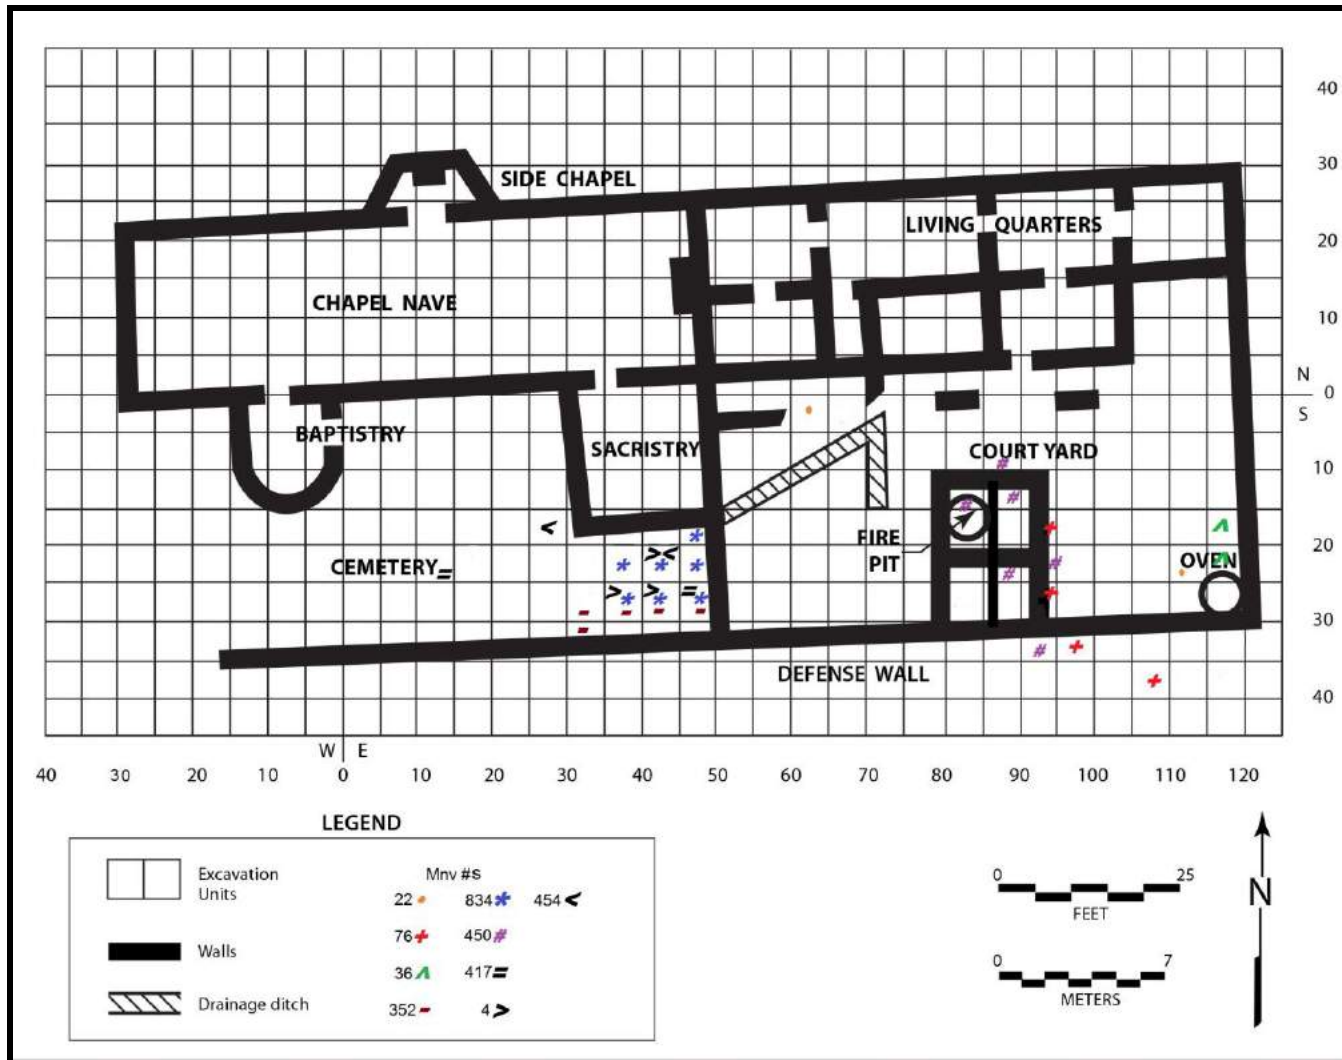 40
30
SIDE CHAPEL
LIVING QUARTERS
20
CHAPEL NAVE
10
N
0
S
BAPTISTRY
SACRISTRY
COURT YARD
10
FIRE
PIT
CEMETERY
OVEN
20
30
DEFENSE WALL
40
W E
40 30 20 10 0 10 20 30 40 50 60 70 80 90 100 110 120
LEGEND
Excavation
Units
Walls
Drainage ditch
Mnv #s
22 834 * 454 <
76 + 450 #
36 ^ 417 =
352 - 4 >
0 25
FEET
0 7
METERS
N